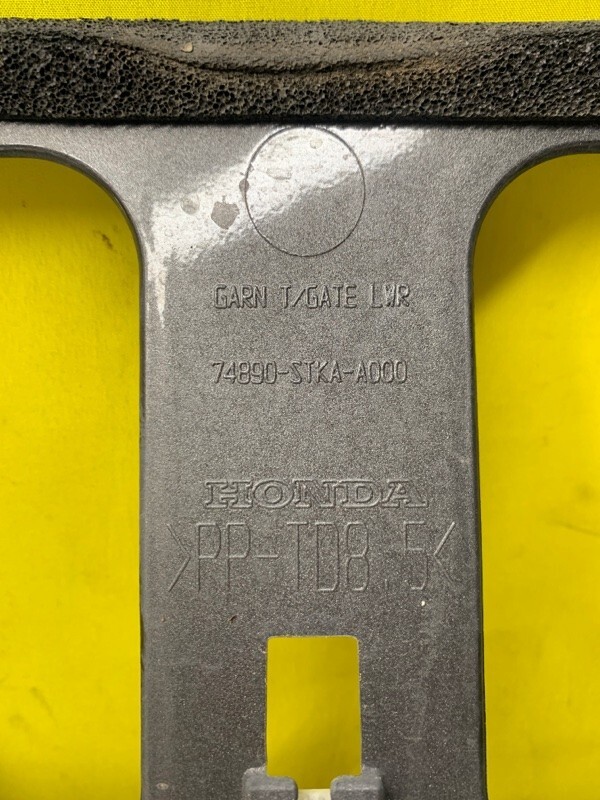 GARN T/GATE LWR
74890-STKA-A000
HONDA
>PP-TD8.5<